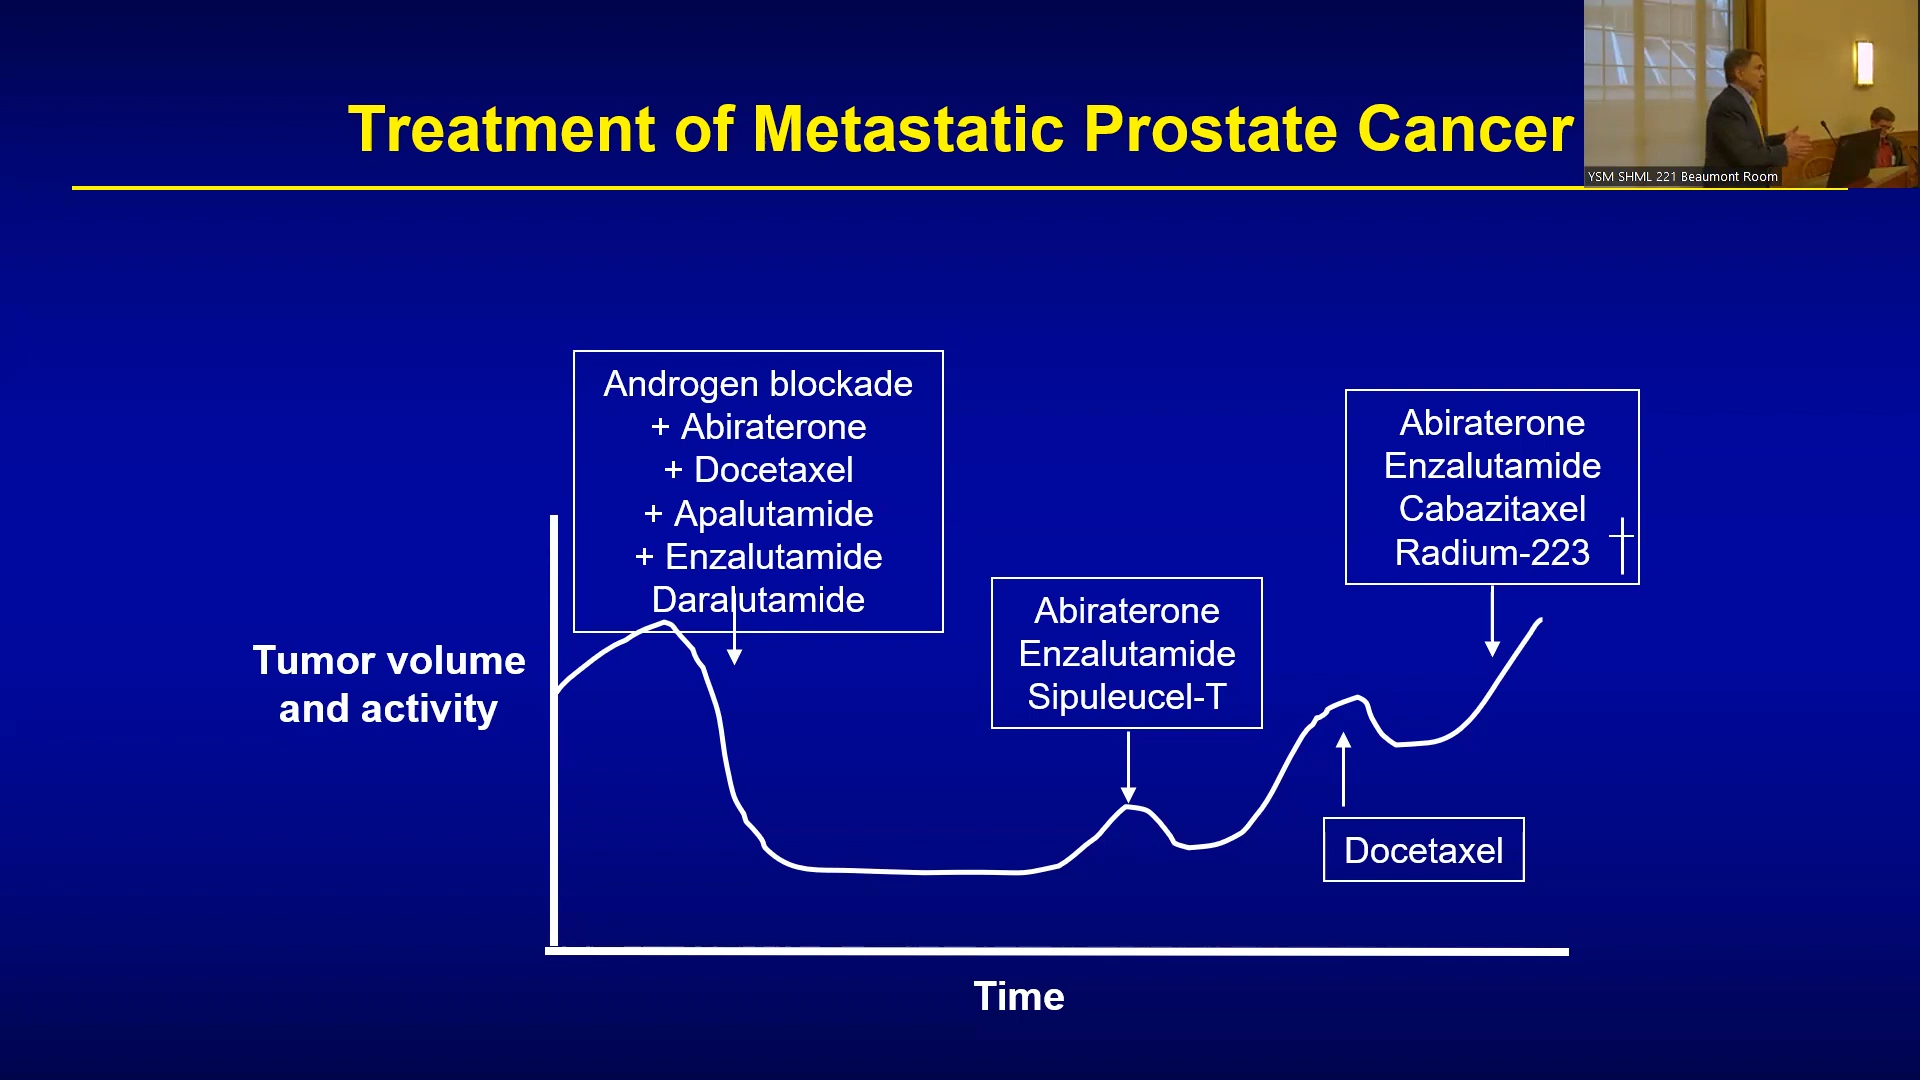 Treatment of Metastatic Prostate Cancer
YSM SHML 221 Beaumont Room
Androgen blockade
+ Abiraterone
+ Docetaxel
+ Apalutamide
+ Enzalutamide
Daralutamide
Abiraterone
Enzalutamide
Cabazitaxel
Radium-223
Abiraterone
Enzalutamide
Sipuleucel-T
Tumor volume
and activity
Docetaxel
Time